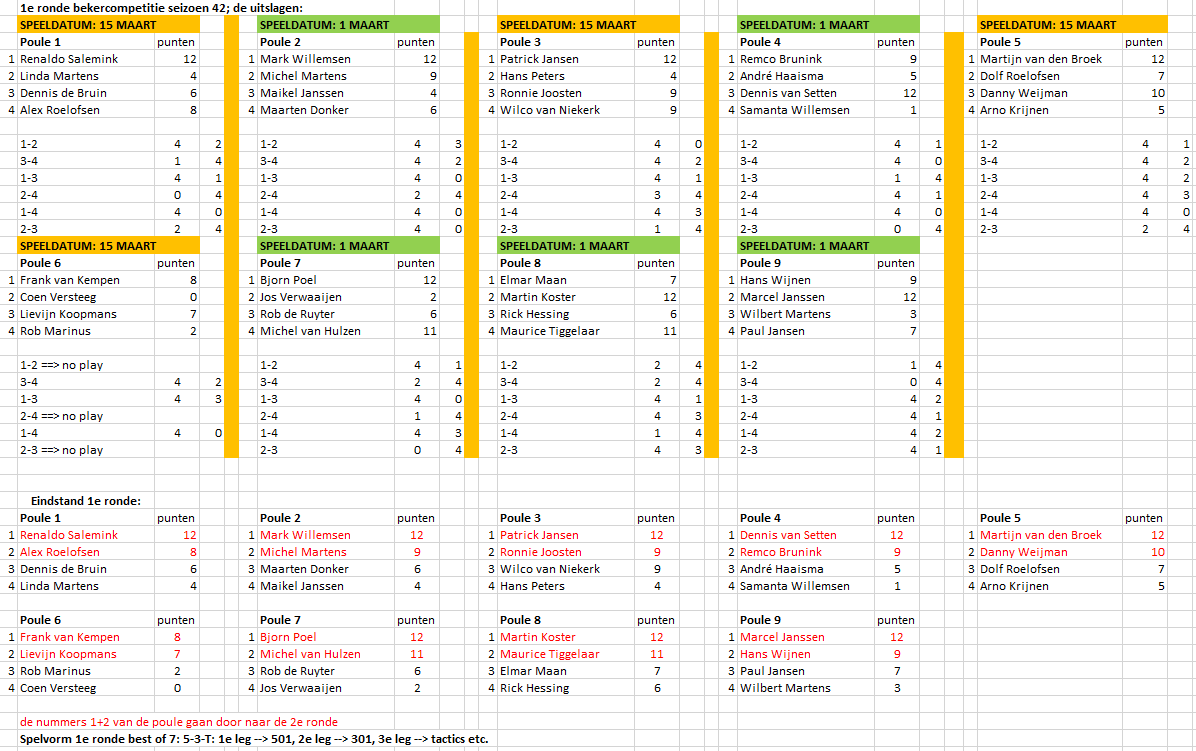 1e ronde bekercompetitie seizoen 42; de uitslagen:
SPEELDATUM: 15 MAART SPEELDATUM: 1 MAART SPEELDATUM: 15 MAART SPEELDATUM: 1 MAART SPEELDATUM: 15 MAART
Poule 1 punten Poule 2 punten Poule 3 punten Poule 4 punten Poule 5 punten
1 Renaldo Salemink 12 1 Mark Willemsen 12 1 Patrick Jansen 12 1 Remco Brunink 9 1 Martijn van den Broek 12
2 Linda Martens 4 2 Michel Martens 9 2 Hans Peters 4 2 André Haaisma 5 2 Dolf Roelofsen 7
3 Dennis de Bruin 6 3 Maikel Janssen 4 3 Ronnie Joosten 9 3 Dennis van Setten 12 3 Danny Weijman 10
4 Alex Roelofsen 8 4 Maarten Donker 6 4 Wilco van Niekerk 9 4 Samanta Willemsen 1 4 Arno Krijnen 5
1-2 4 2 1-2 4 3 1-2 4 0 1-2 4 1 1-2 4 1
3-4 1 4 3-4 4 2 3-4 4 2 3-4 4 0 3-4 4 2
1-3 4 1 1-3 4 0 1-3 4 1 1-3 1 4 1-3 4 2
2-4 0 4 2-4 2 4 2-4 3 4 2-4 4 1 2-4 4 3
1-4 4 0 1-4 4 0 1-4 4 3 1-4 4 0 1-4 4 0
2-3 2 4 2-3 4 0 2-3 1 4 2-3 0 4 2-3 2 4
SPEELDATUM: 15 MAART SPEELDATUM: 1 MAART SPEELDATUM: 1 MAART SPEELDATUM: 1 MAART
Poule 6 punten Poule 7 punten Poule 8 punten Poule 9 punten
1 Frank van Kempen 8 1 Bjorn Poel 12 1 Elmar Maan 7 1 Hans Wijnen 9
2 Coen Versteeg 0 2 Jos Verwaaijen 2 2 Martin Koster 12 2 Marcel Janssen 12
3 Lievijn Koopmans 7 3 Rob de Ruyter 6 3 Rick Hessing 6 3 Wilbert Martens 3
4 Rob Marinus 2 4 Michel van Hulzen 11 4 Maurice Tiggelaar 11 4 Paul Jansen 7
1-2 ==> no play 1-2 4 1 1-2 2 4 1-2 1 4
3-4 4 2 3-4 2 4 3-4 2 4 3-4 0 4
1-3 4 3 1-3 4 0 1-3 4 1 1-3 4 2
2-4 ==> no play 2-4 1 4 2-4 4 3 2-4 4 1
1-4 4 0 1-4 4 3 1-4 1 4 1-4 4 2
2-3 ==> no play 2-3 0 4 2-3 4 3 2-3 4 1
Eindstand 1e ronde:
Poule 1 punten Poule 2 punten Poule 3 punten Poule 4 punten Poule 5 punten
1 Renaldo Salemink 12 1 Mark Willemsen 12 1 Patrick Jansen 12 1 Dennis van Setten 12 1 Martijn van den Broek 12
2 Alex Roelofsen 8 2 Michel Martens 9 2 Ronnie Joosten 9 2 Remco Brunink 9 2 Danny Weijman 10
3 Dennis de Bruin 6 3 Maarten Donker 6 3 Wilco van Niekerk 9 3 André Haaisma 5 3 Dolf Roelofsen 7
4 Linda Martens 4 4 Maikel Janssen 4 4 Hans Peters 4 4 Samanta Willemsen 1 4 Arno Krijnen 5
Poule 6 punten Poule 7 punten Poule 8 punten Poule 9 punten
1 Frank van Kempen 8 1 Bjorn Poel 12 1 Martin Koster 12 1 Marcel Janssen 12
2 Lievijn Koopmans 7 2 Michel van Hulzen 11 2 Maurice Tiggelaar 11 2 Hans Wijnen 9
3 Rob Marinus 2 3 Rob de Ruyter 6 3 Elmar Maan 7 3 Paul Jansen 7
4 Coen Versteeg 0 4 Jos Verwaaijen 2 4 Rick Hessing 6 4 Wilbert Martens 3
de nummers 1+2 van de poule gaan door naar de 2e ronde
Spelvorm 1e ronde best of 7: 5-3-T: 1e leg --> 501, 2e leg --> 301, 3e leg --> tactics etc.